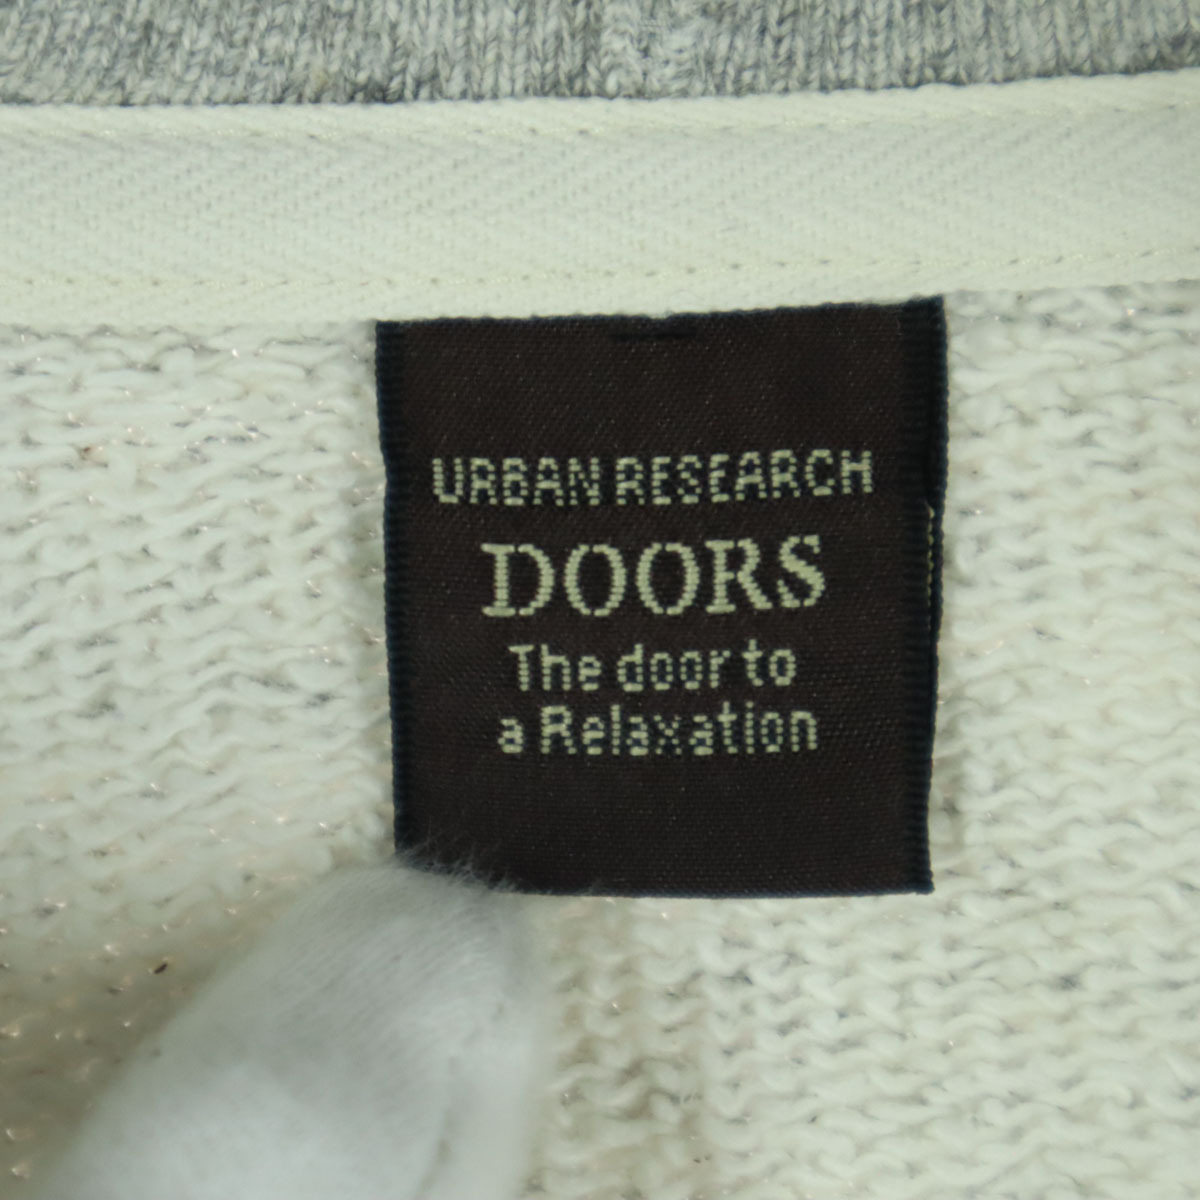 URBAN RESEARCH
DOORS
The door to
a Relaxation